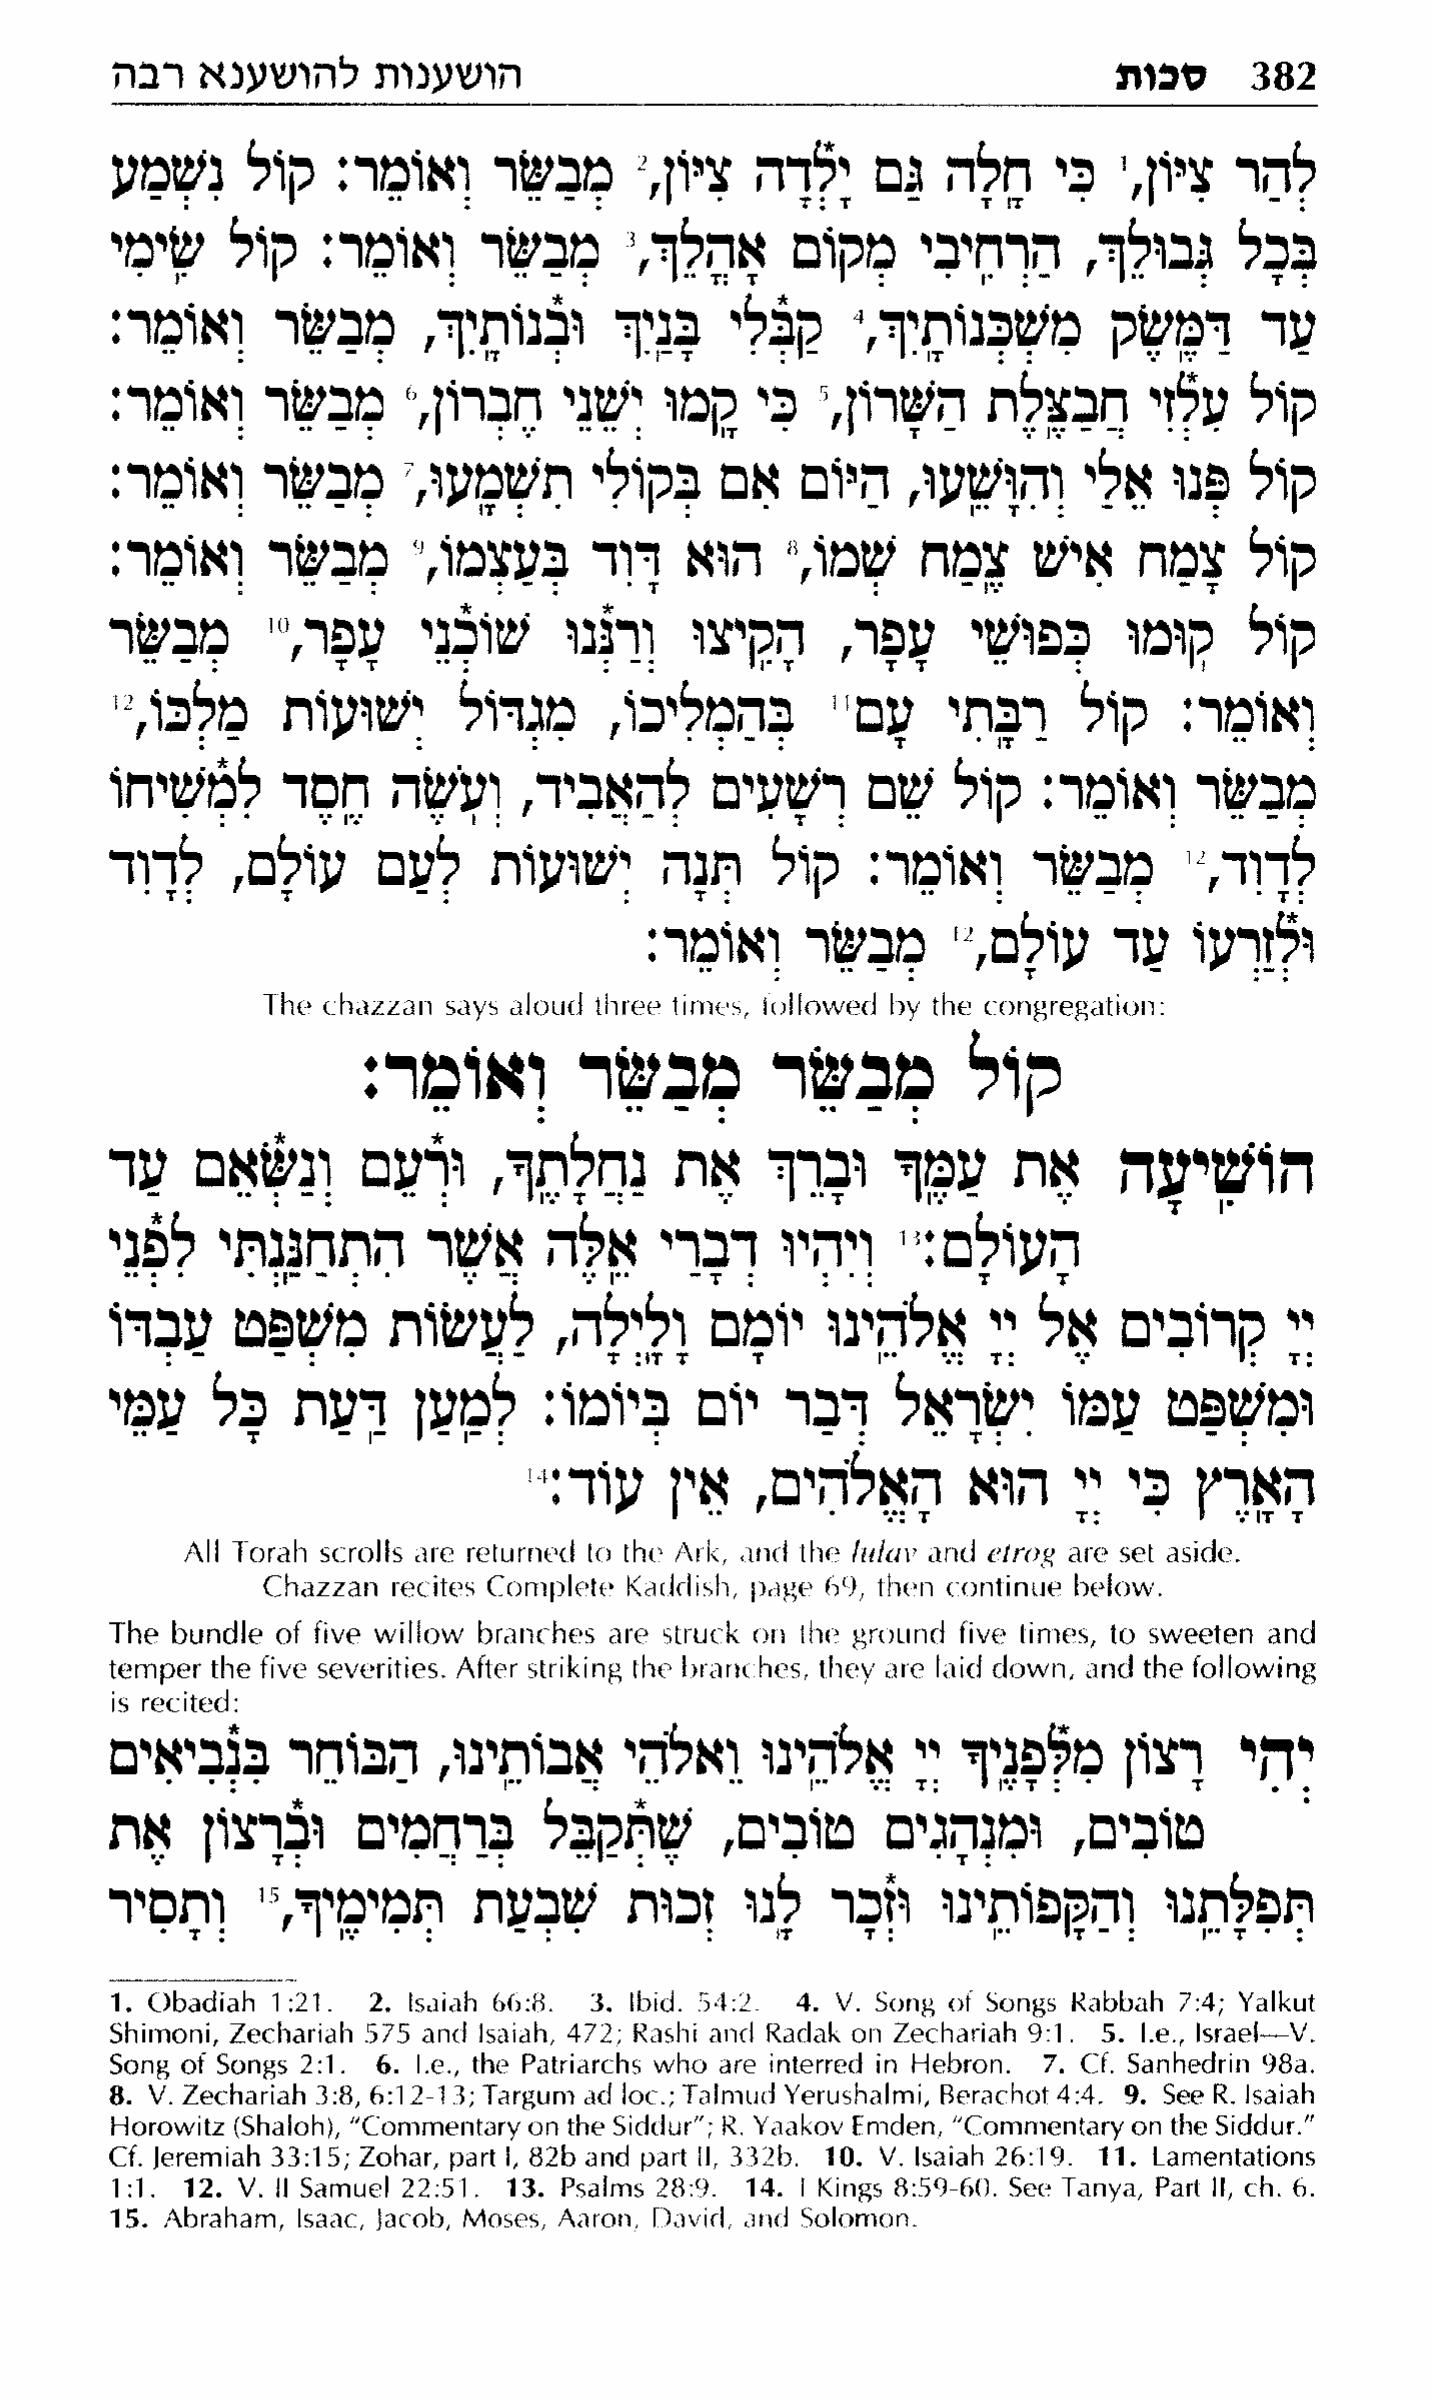 382 סכות הושענות להושענא רבה
לְהַר צִיּוֹן,¹ כִּי חָלָה גַּם יָלְ֯דָה צִיּוֹן,² מְבַשֵּׂר וְאוֹמֵר: קוֹל נִשְׁמַע
בְּכָל גְּבוּלֵךְ, הַרְחִיבִי מְקוֹם אָהֳלֵךְ,³ מְבַשֵּׂר וְאוֹמֵר: קוֹל שִׂימִי
עַד דַּמֶּשֶׂק מִשְׁכְּנוֹתָיִךְ,⁴ קַבְּ֯לִי בָּנַיִךְ וּבְ֯נוֹתָיִךְ, מְבַשֵּׂר וְאוֹמֵר:
קוֹל עִלְ֯זִי חֲבַצֶּלֶת הַשָּׁרוֹן,⁵ כִּי קָמוּ יְשֵׁנֵי חֶבְרוֹן,⁶ מְבַשֵּׂר וְאוֹמֵר:
קוֹל פְּנוּ אֵלַי וְהִוָּשֵׁעוּ, הַיּוֹם אִם בְּקוֹלִי תִשְׁמָעוּ,⁷ מְבַשֵּׂר וְאוֹמֵר:
קוֹל צָמַח אִישׁ צֶמַח שְׁמוֹ,⁸ הוּא דָּוִד בְּעַצְמוֹ,⁹ מְבַשֵּׂר וְאוֹמֵר:
קוֹל קוּמוּ כְּפוּשֵׁי עָפָר, הָקִיצוּ וְרַנְּ֯נוּ שׁוֹכְ֯נֵי עָפָר,¹⁰ מְבַשֵּׂר
וְאוֹמֵר: קוֹל רַבָּתִי עָם¹¹ בְּהַמְלִיכוֹ, מִגְדּוֹל יְשׁוּעוֹת מַלְכּוֹ,¹²
מְבַשֵּׂר וְאוֹמֵר: קוֹל שֵׁם רְשָׁעִים לְהַאֲבִיד, וְעֽשֶׂה חֶסֶד לִמְ֯שִׁיחוֹ
לְדָוִד,¹² מְבַשֵּׂר וְאוֹמֵר: קוֹל תְּנָה יְשׁוּעוֹת לְעַם עוֹלָם, לְדָוִד
וּלְ֯זַרְעוֹ עַד עוֹלָם,¹² מְבַשֵּׂר וְאוֹמֵר:
The chazzan says aloud three times, followed by the congregation:
קוֹל מְבַשֵּׂר מְבַשֵּׂר וְאוֹמֵר:
הוֹשִׁיעָה אֶת עַמֶּךָ וּבָרֵךְ אֶת נַחֲלָתֶךָ, וּרְ֯עֵם וְנַשְּׂ֯אֵם עַד
הָעוֹלָם:¹³ וְיִהְיוּ דְבָרַי אֵלֶּה אֲשֶׁר הִתְחַנַּנְתִּי לִפְ֯נֵי
יְיָ קְרוֹבִים אֶל יְיָ אֱלֹהֵינוּ יוֹמָם וָלָיְלָה, לַעֲשׂוֹת מִשְׁפַּט עַבְדּוֹ
וּמִשְׁפַּט עַמּוֹ יִשְׂרָאֵל דְּבַר יוֹם בְּיוֹמוֹ: לְמַעַן דַּעַת כָּל עַמֵּי
הָאָרֶץ כִּי יְיָ הוּא הָאֱלֹהִים, אֵין עוֹד:¹⁴
All Torah scrolls are returned to the Ark, and the lulav and etrog are set aside.
Chazzan recites Complete Kaddish, page 69, then continue below.
The bundle of five willow branches are struck on the ground five times, to sweeten and
temper the five severities. After striking the branches, they are laid down, and the following
is recited:
יְהִי רָצוֹן מִלְּ֯פָנֶיךָ יְיָ אֱלֹהֵינוּ וֵאלֹהֵי אֲבוֹתֵינוּ, הַבּוֹחֵר בִּנְ֯בִיאִים
טוֹבִים, וּמִנְהָגִים טוֹבִים, שֶׁתְּ֯קַבֵּל בְּרַחֲמִים וּבְ֯רָצוֹן אֶת
תְּפִלָּתֵנוּ וְהַקָּפוֹתֵינוּ וּזְ֯כָר לָנוּ זְכוּת שִׁבְעַת תְּמִימֶיךָ,¹⁵ וְתָסִיר
1. Obadiah 1:21. 2. Isaiah 66:8. 3. Ibid. 54:2. 4. V. Song of Songs Rabbah 7:4; Yalkut
Shimoni, Zechariah 575 and Isaiah, 472; Rashi and Radak on Zechariah 9:1. 5. I.e., Israel—V.
Song of Songs 2:1. 6. I.e., the Patriarchs who are interred in Hebron. 7. Cf. Sanhedrin 98a.
8. V. Zechariah 3:8, 6:12-13; Targum ad loc.; Talmud Yerushalmi, Berachot 4:4. 9. See R. Isaiah
Horowitz (Shaloh), "Commentary on the Siddur"; R. Yaakov Emden, "Commentary on the Siddur."
Cf. Jeremiah 33:15; Zohar, part I, 82b and part II, 332b. 10. V. Isaiah 26:19. 11. Lamentations
1:1. 12. V. II Samuel 22:51. 13. Psalms 28:9. 14. I Kings 8:59-60. See Tanya, Part II, ch. 6.
15. Abraham, Isaac, Jacob, Moses, Aaron, David, and Solomon.